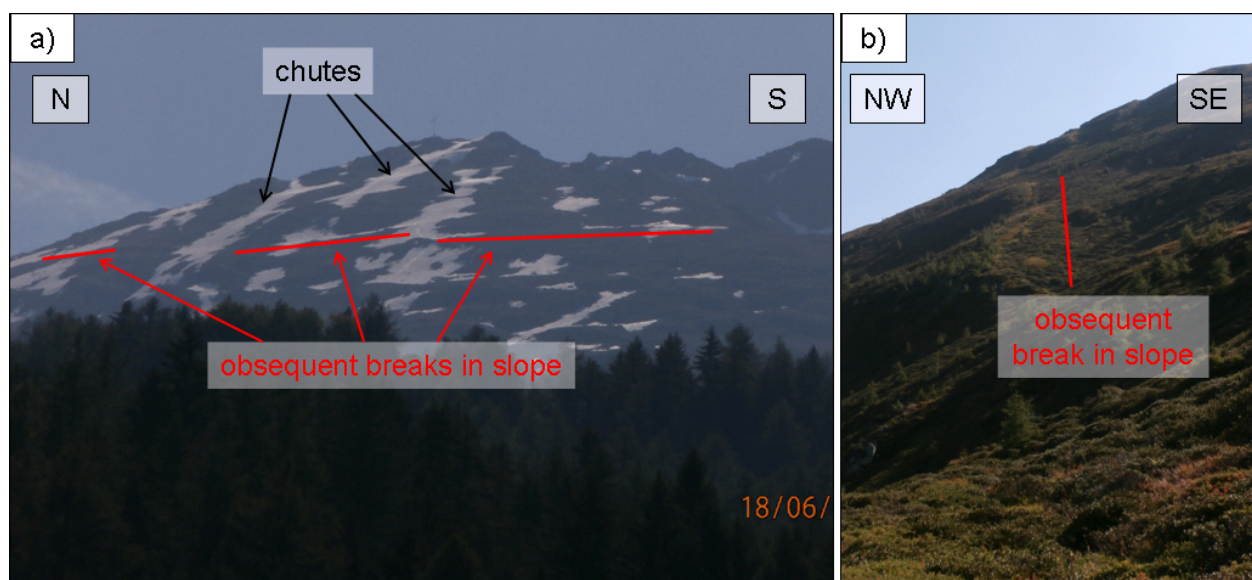 a)
chutes
N
S
obsequent breaks in slope
18/06/
b)
NW
SE
obsequent
break in slope